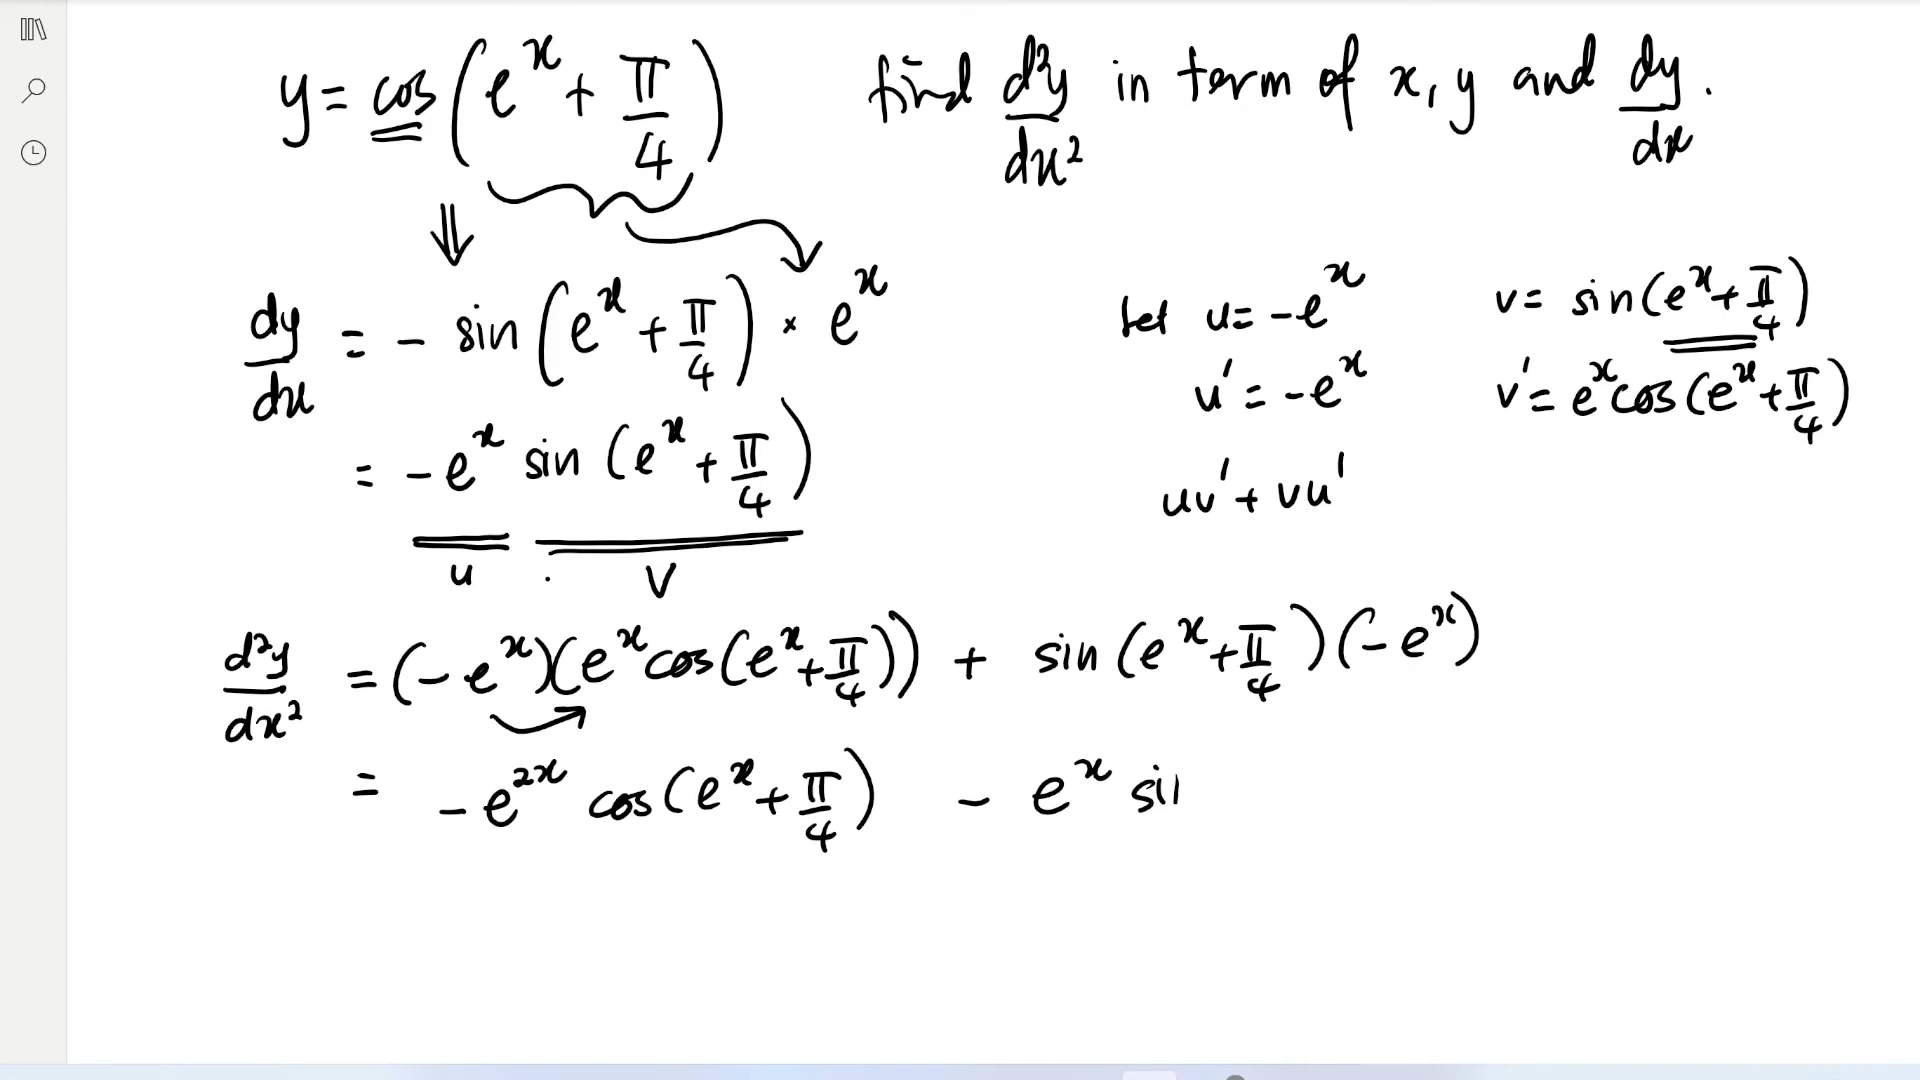 y = cos(e^x + π/4) find d²y/dx² in term of x, y and dy/dx.
dy/dx = - sin(e^x + π/4) × e^x
= -e^x sin(e^x + π/4)
u v
let u = -e^x v = sin(e^x + π/4)
u' = -e^x v' = e^x cos(e^x + π/4)
uv' + vu'
d²y/dx² = (-e^x)(e^x cos(e^x + π/4)) + sin(e^x + π/4)(-e^x)
= -e^2x cos(e^x + π/4) - e^x sin